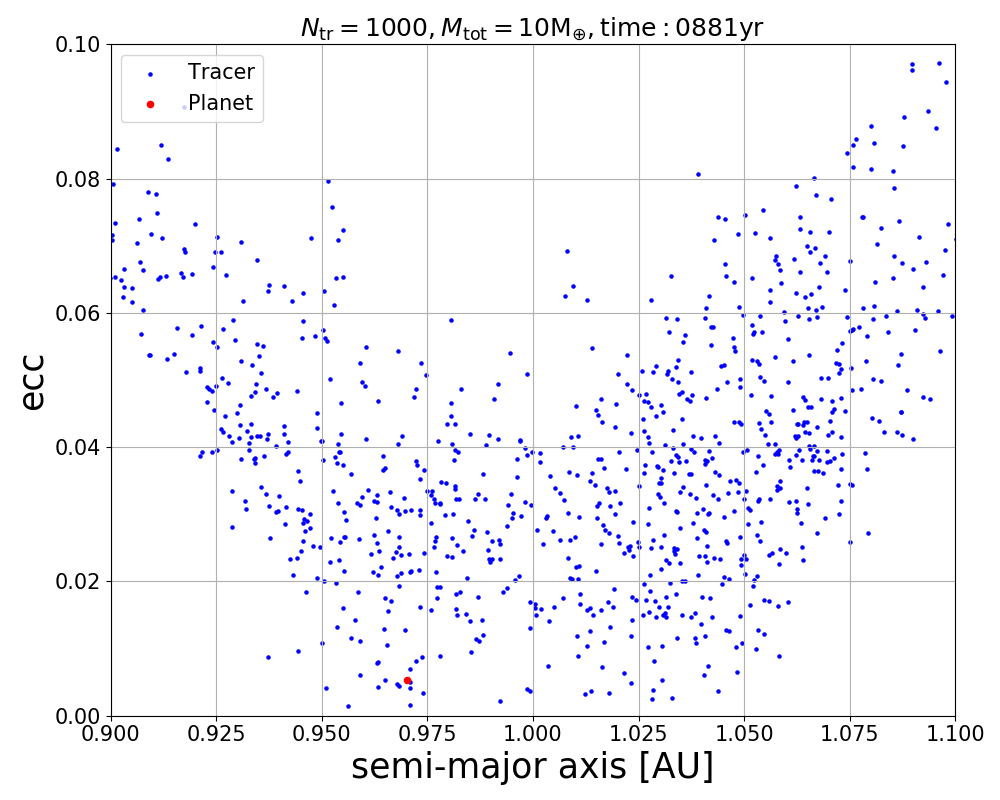 N_tr = 1000, M_tot = 10M_⊕, time : 0881yr
Tracer
Planet
0.10
0.08
0.06
0.04
0.02
0.00
ecc
0.900 0.925 0.950 0.975 1.000 1.025 1.050 1.075 1.100
semi-major axis [AU]